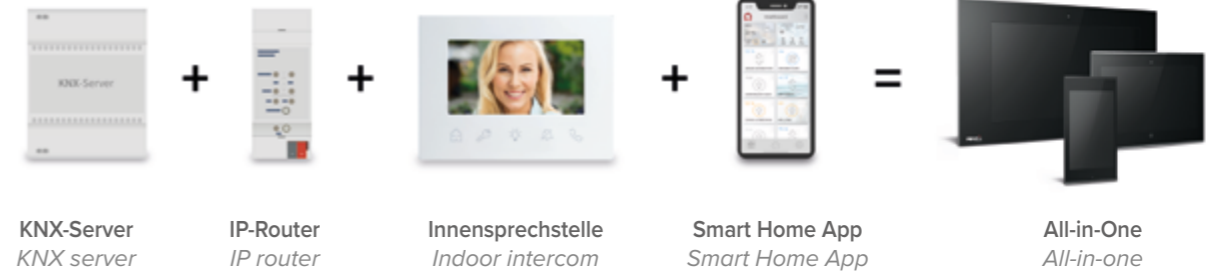 KNX-Server
+
+
+
=
KNX-Server
KNX server
IP-Router
IP router
Innensprechstelle
Indoor intercom
Smart Home App
Smart Home App
All-in-One
All-in-one